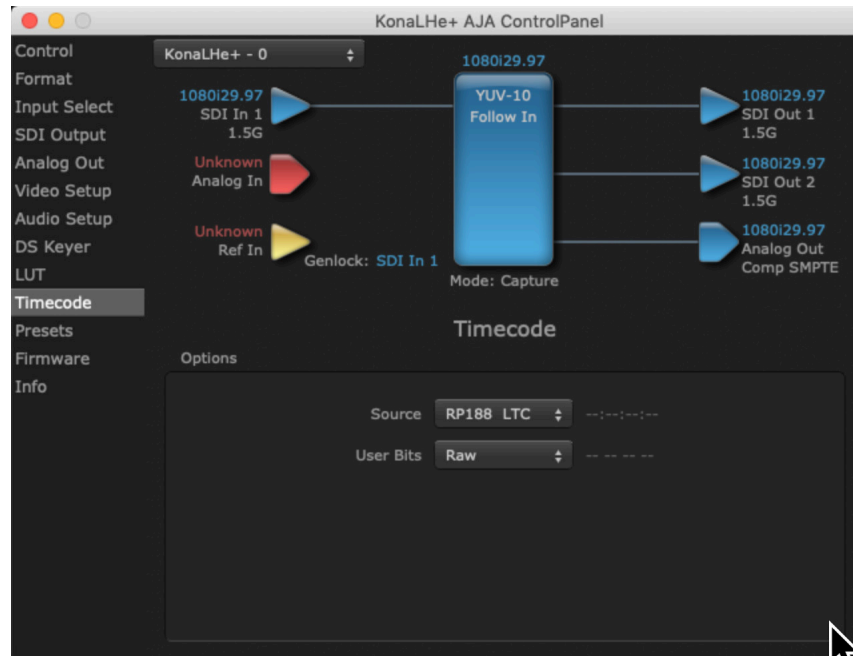 KonaLHe+ AJA ControlPanel
Control
Format
Input Select
SDI Output
Analog Out
Video Setup
Audio Setup
DS Keyer
LUT
Timecode
Presets
Firmware
Info
KonaLHe+ - 0
1080i29.97
SDI In 1
1.5G
Unknown
Analog In
Unknown
Ref In
Genlock: SDI In 1
1080i29.97
YUV-10
Follow In
Mode: Capture
1080i29.97
SDI Out 1
1.5G
1080i29.97
SDI Out 2
1.5G
1080i29.97
Analog Out
Comp SMPTE
Timecode
Options
Source RP188 LTC --:--:--:--
User Bits Raw -- -- -- --